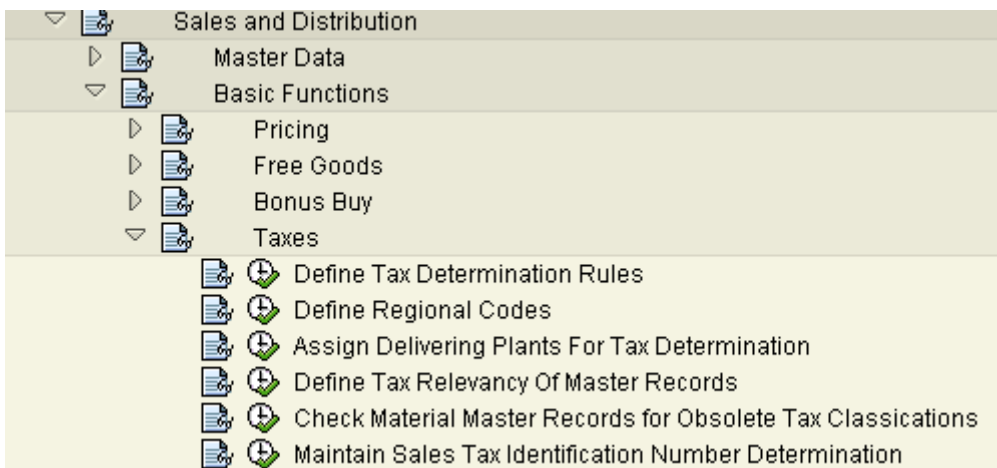 Sales and Distribution
Master Data
Basic Functions
Pricing
Free Goods
Bonus Buy
Taxes
Define Tax Determination Rules
Define Regional Codes
Assign Delivering Plants For Tax Determination
Define Tax Relevancy Of Master Records
Check Material Master Records for Obsolete Tax Classications
Maintain Sales Tax Identification Number Determination